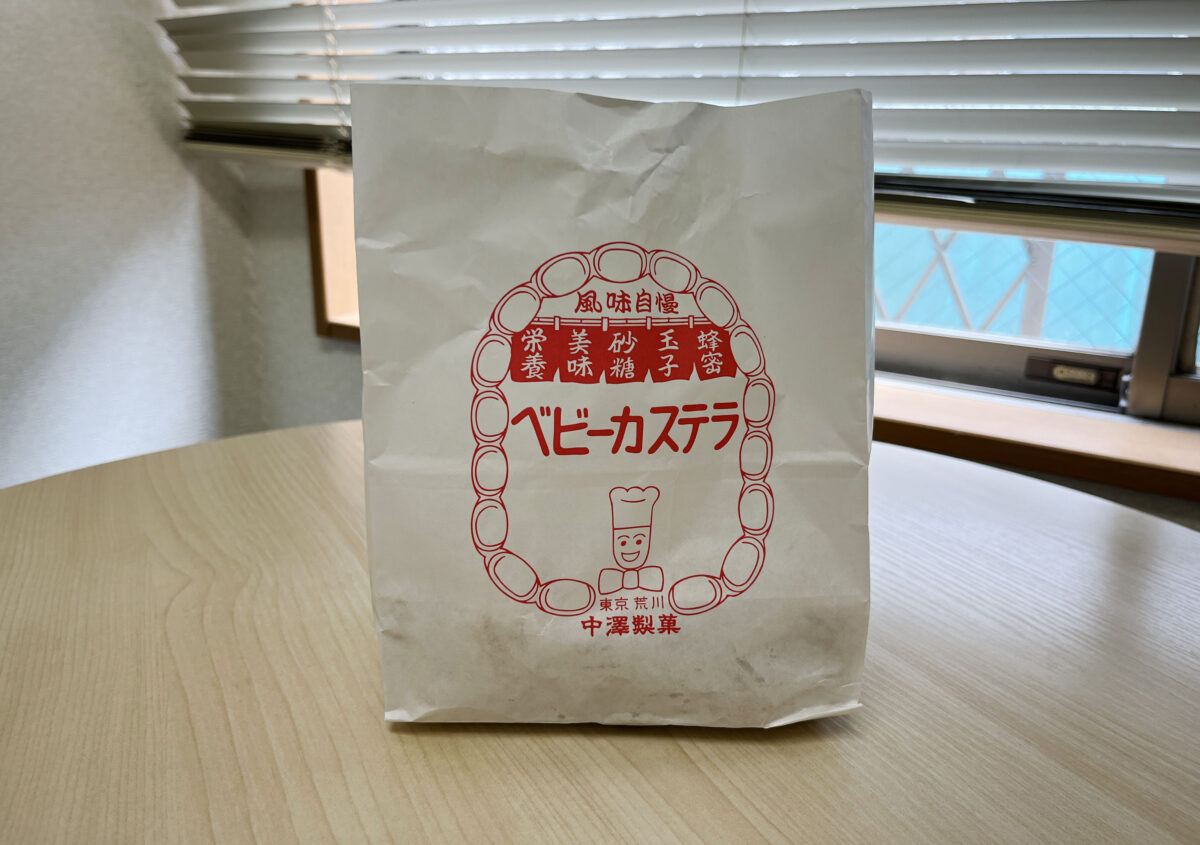 風味自慢
栄養 美味 砂糖 玉子 蜂密
ベビーカステラ
東京 荒川
中澤製菓